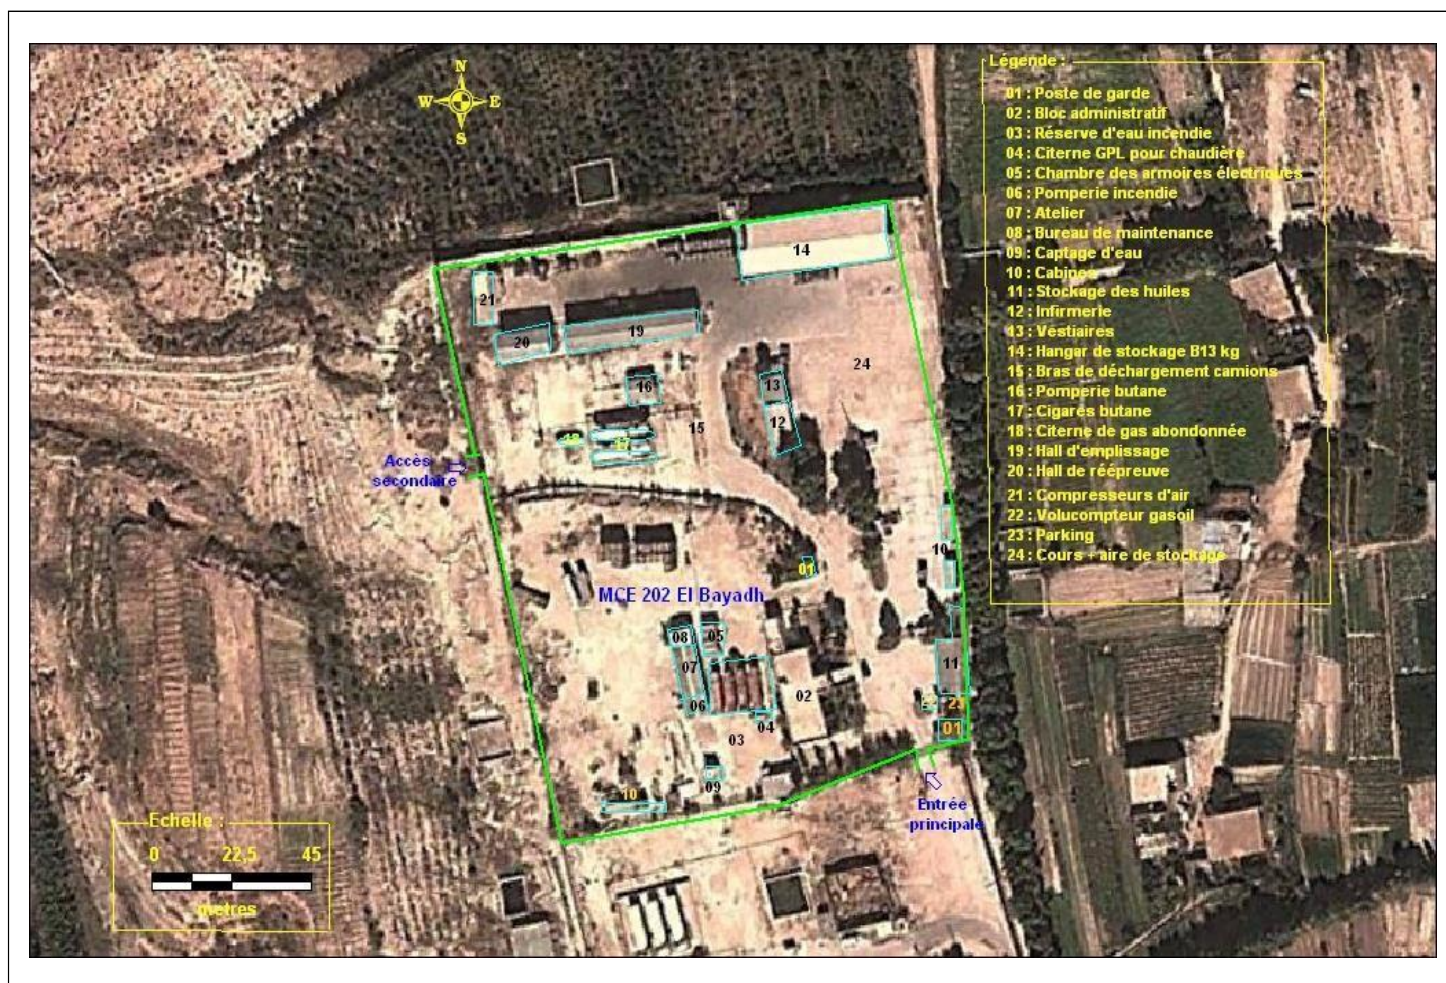 Légende :
N
W E
S
01 : Poste de garde
02 : Bloc administratif
03 : Réserve d'eau incendie
04 : Citerne GPL pour chaudière
05 : Chambre des armoires électriques
06 : Pomperie incendie
07 : Atelier
08 : Bureau de maintenance
09 : Captage d'eau
10 : Cabines
11 : Stockage des huiles
12 : Infirmerie
13 : Véstiaires
14 : Hangar de stockage B13 kg
15 : Bras de déchargement camions
16 : Pomperie butane
17 : Cigares butane
18 : Citerne de gas abondonnée
19 : Hall d'emplissage
20 : Hall de réépreuve
21 : Compresseurs d'air
22 : Volucompteur gasoil
23 : Parking
24 : Cours + aire de stockage
14
21
19
20
24
16
13
12
15
18
17
Accès
secondaire
10
01
MCE 202 El Bayadh
08
05
07
11
02
06
04
22
23
03
01
09
10
Entrée
principale
Echelle :
0 22,5 45
metres